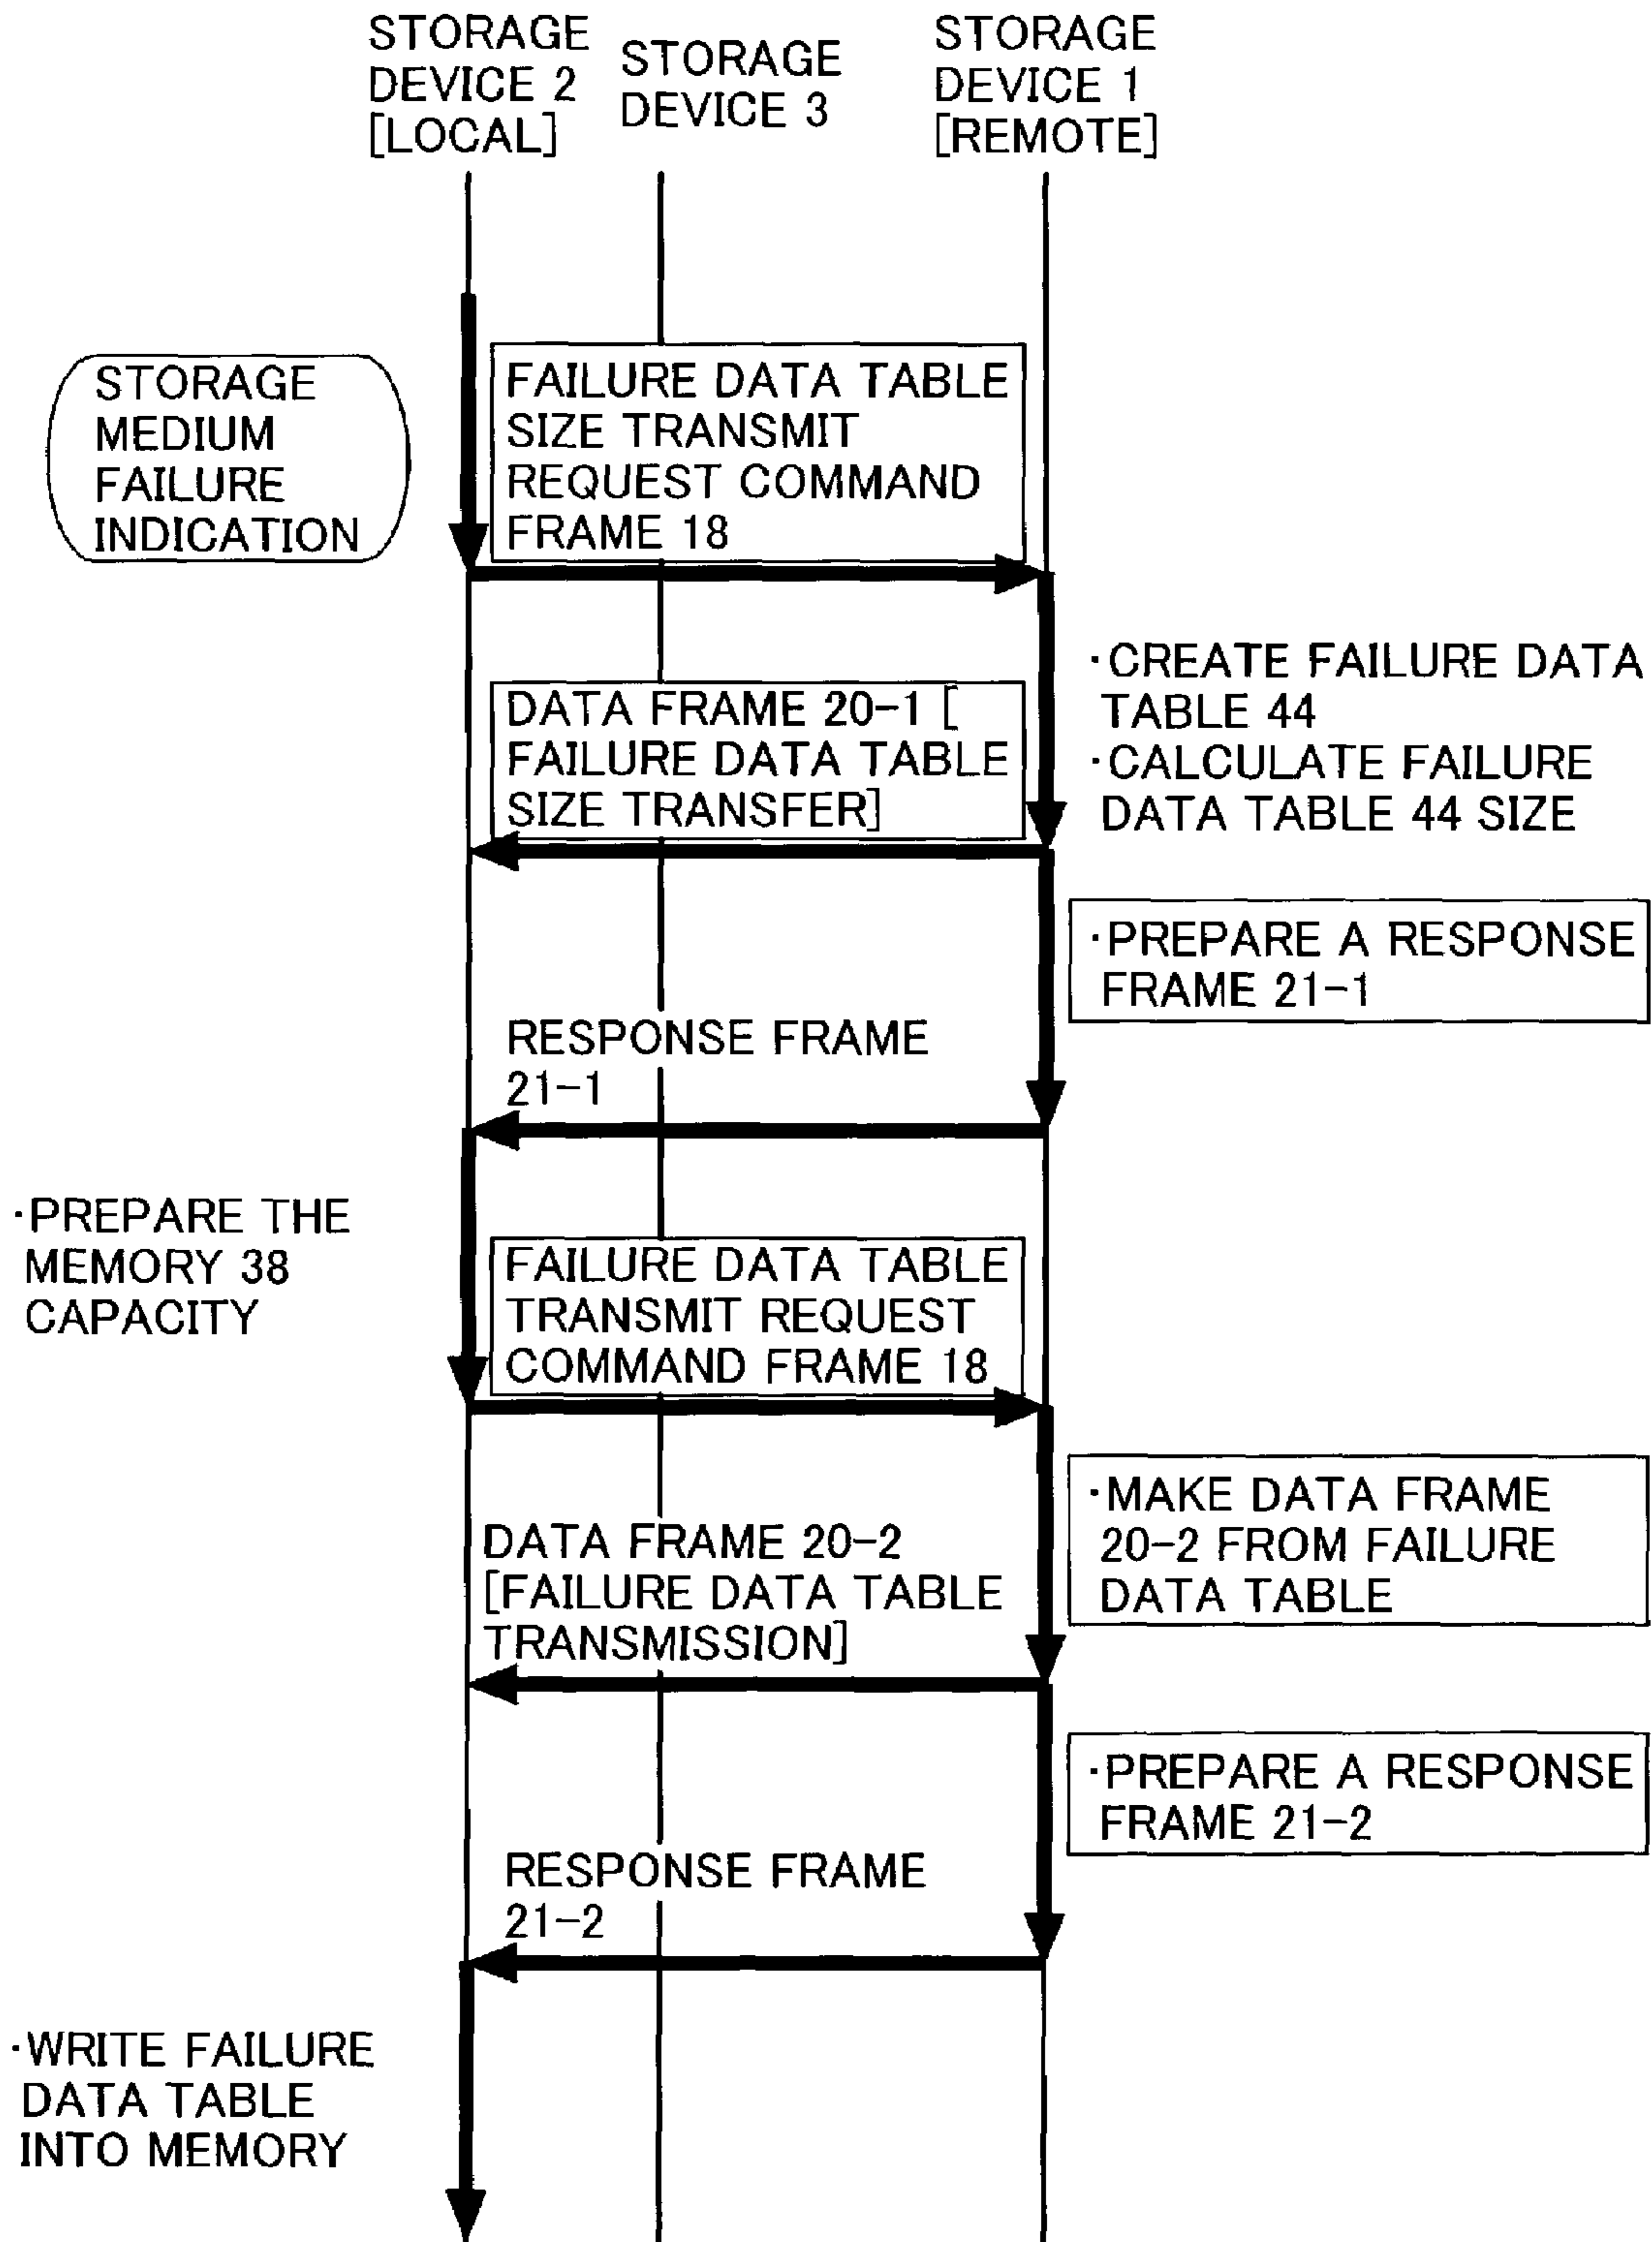 STORAGE
DEVICE 2
[LOCAL]
STORAGE
DEVICE 3
STORAGE
DEVICE 1
[REMOTE]
STORAGE
MEDIUM
FAILURE
INDICATION
FAILURE DATA TABLE
SIZE TRANSMIT
REQUEST COMMAND
FRAME 18
·CREATE FAILURE DATA
TABLE 44
·CALCULATE FAILURE
DATA TABLE 44 SIZE
DATA FRAME 20-1 [
FAILURE DATA TABLE
SIZE TRANSFER]
·PREPARE A RESPONSE
FRAME 21-1
RESPONSE FRAME
21-1
·PREPARE THE
MEMORY 38
CAPACITY
FAILURE DATA TABLE
TRANSMIT REQUEST
COMMAND FRAME 18
·MAKE DATA FRAME
20-2 FROM FAILURE
DATA TABLE
DATA FRAME 20-2
[FAILURE DATA TABLE
TRANSMISSION]
·PREPARE A RESPONSE
FRAME 21-2
RESPONSE FRAME
21-2
·WRITE FAILURE
DATA TABLE
INTO MEMORY